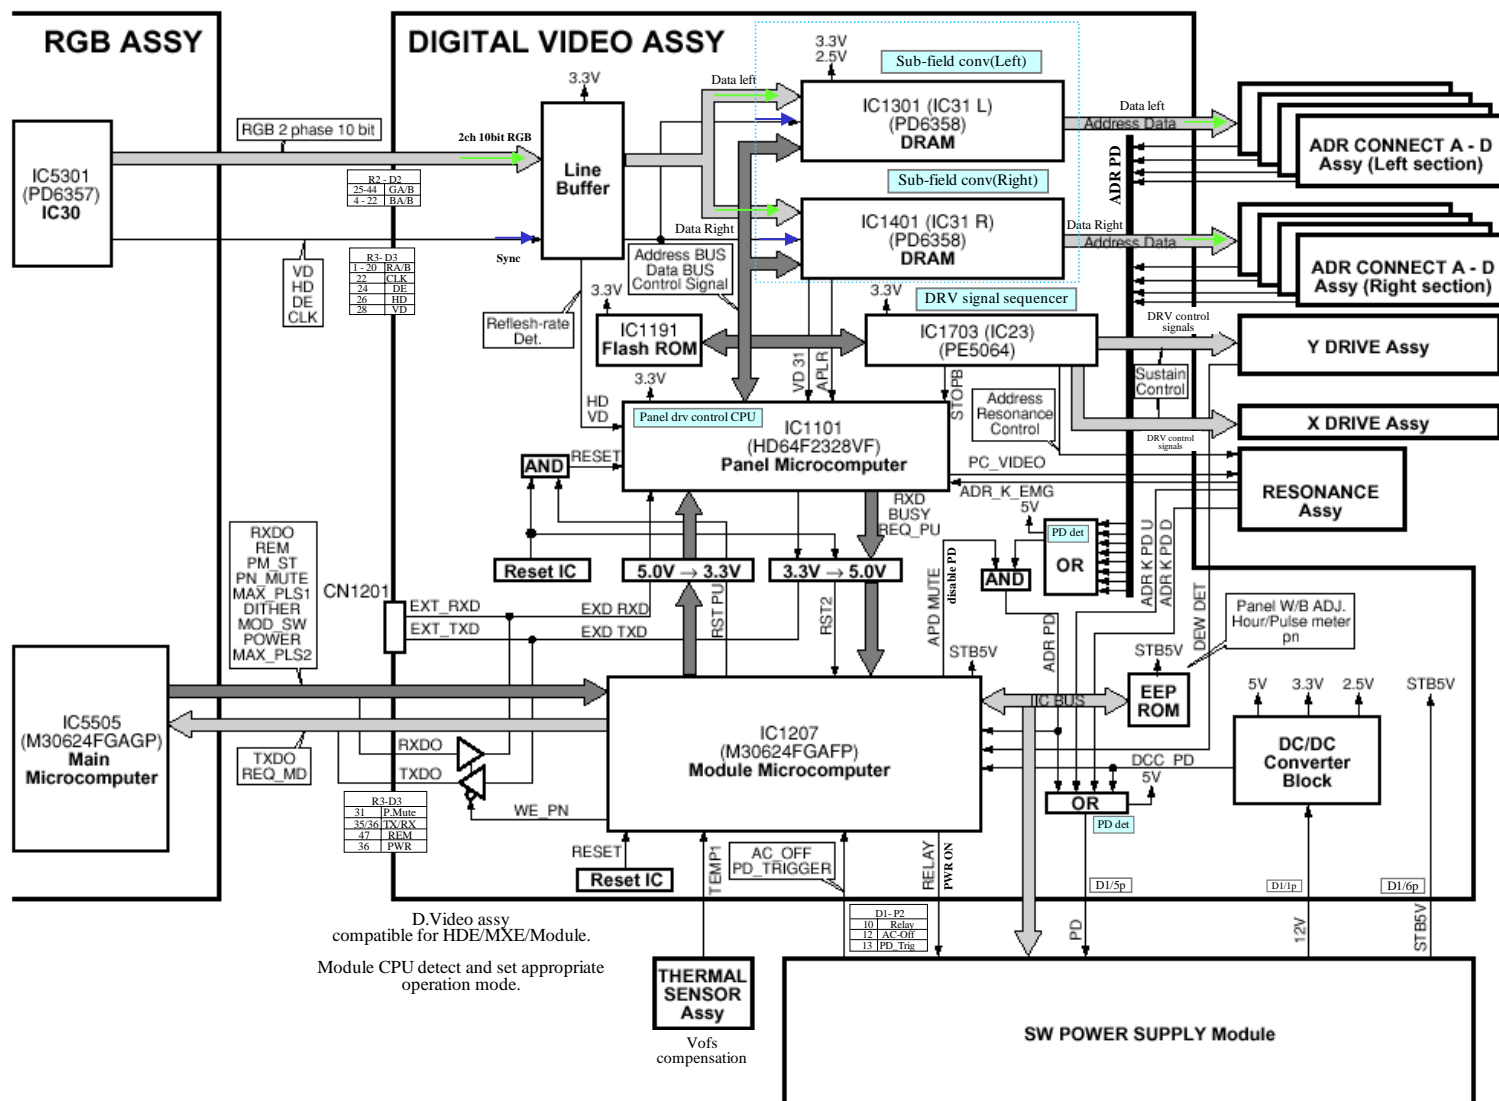 RGB ASSY
DIGITAL VIDEO ASSY
3.3V
2.5V
Sub-field conv(Left)
3.3V
Data left
IC1301 (IC31 L)
(PD6358)
DRAM
Data left
Address Data
RGB 2 phase 10 bit
2ch 10bit RGB
ADR CONNECT A - D
Assy (Left section)
IC5301
(PD6357)
IC30
Line
Buffer
ADR PD
R2 - D2
25-44 GA/B
4 - 22 BA/B
Sub-field conv(Right)
IC1401 (IC31 R)
(PD6358)
DRAM
Data Right
Data Right
Address Data
Sync
VD
HD
DE
CLK
R3- D3
1 - 20 RA/B
22 CLK
24 DE
26 HD
28 VD
Address BUS
Data BUS
Control Signal
ADR CONNECT A - D
Assy (Right section)
3.3V
3.3V
DRV signal sequencer
DRV control
signals
Reflesh-rate
Det.
IC1191
Flash ROM
IC1703 (IC23)
(PE5064)
Y DRIVE Assy
VD 31
APLR
STOPB
Sustain
Control
3.3V
HD
VD
Panel drv control CPU
IC1101
(HD64F2328VF)
Panel Microcomputer
Address
Resonance
Control
X DRIVE Assy
DRV control
signals
AND
RESET
PC_VIDEO
RESONANCE
Assy
RXD
BUSY
REQ_PU
ADR_K_EMG
5V
PD det
OR
ADR K PD U
ADR K PD D
RXDO
REM
PM_ST
PN_MUTE
MAX_PLS1
DITHER
MOD_SW
POWER
MAX_PLS2
Reset IC
5.0V → 3.3V
3.3V → 5.0V
AND
CN1201
EXT_RXD
EXT_TXD
EXD RXD
EXD TXD
RST PU
RST2
APD MUTE
disable PD
ADR PD
DEW DET
Panel W/B ADJ.
Hour/Pulse meter
pn
STB5V
STB5V
EEP
ROM
IIC BUS
5V
3.3V
2.5V
STB5V
IC5505
(M30624FGAGP)
Main
Microcomputer
IC1207
(M30624FGAFP)
Module Microcomputer
DC/DC
Converter
Block
TXDO
REQ_MD
RXDO
TXDO
WE_PN
DCC PD
5V
OR
PD det
R3-D3
31 P.Mute
35/36 TX/RX
47 REM
36 PWR
RESET
Reset IC
TEMP1
AC_OFF
PD_TRIGGER
RELAY
PWR ON
D1/5p
D1/1p
D1/6p
D1- P2
10 Relay
12 AC-Off
13 PD_Trig
PD
12V
STB5V
D.Video assy
compatible for HDE/MXE/Module.
Module CPU detect and set appropriate
operation mode.
THERMAL
SENSOR
Assy
Vofs
compensation
SW POWER SUPPLY Module